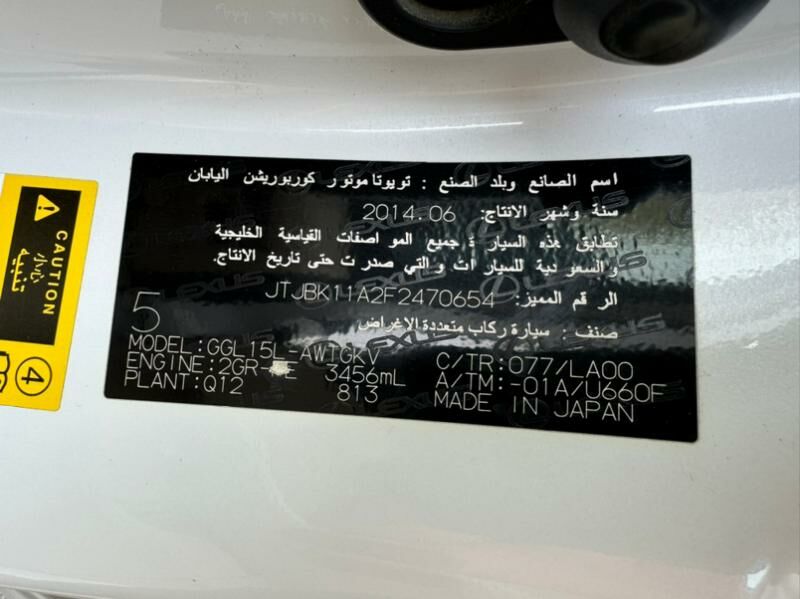 اسم الصانع وبلد الصنع : تويوتا موتور كوربوريشن اليابان
سنة وشهر الانتاج: 2014.06
تطابق هذه السيارة جميع المواصفات القياسية الخليجية
والسعودية للسيارات والتي صدرت حتى تاريخ الانتاج.
الرقم المميز: JTJBK11A2F2470654
صنف: سيارة ركاب متعددة الاغراض
5
MODEL:GGL15L-AWTGKV C/TR:077/LA00
ENGINE:2GR- E 3456mL A/TM:-01A/U660F
PLANT:Q12 813 MADE IN JAPAN
CAUTION
تنبيه
4
LEXUS